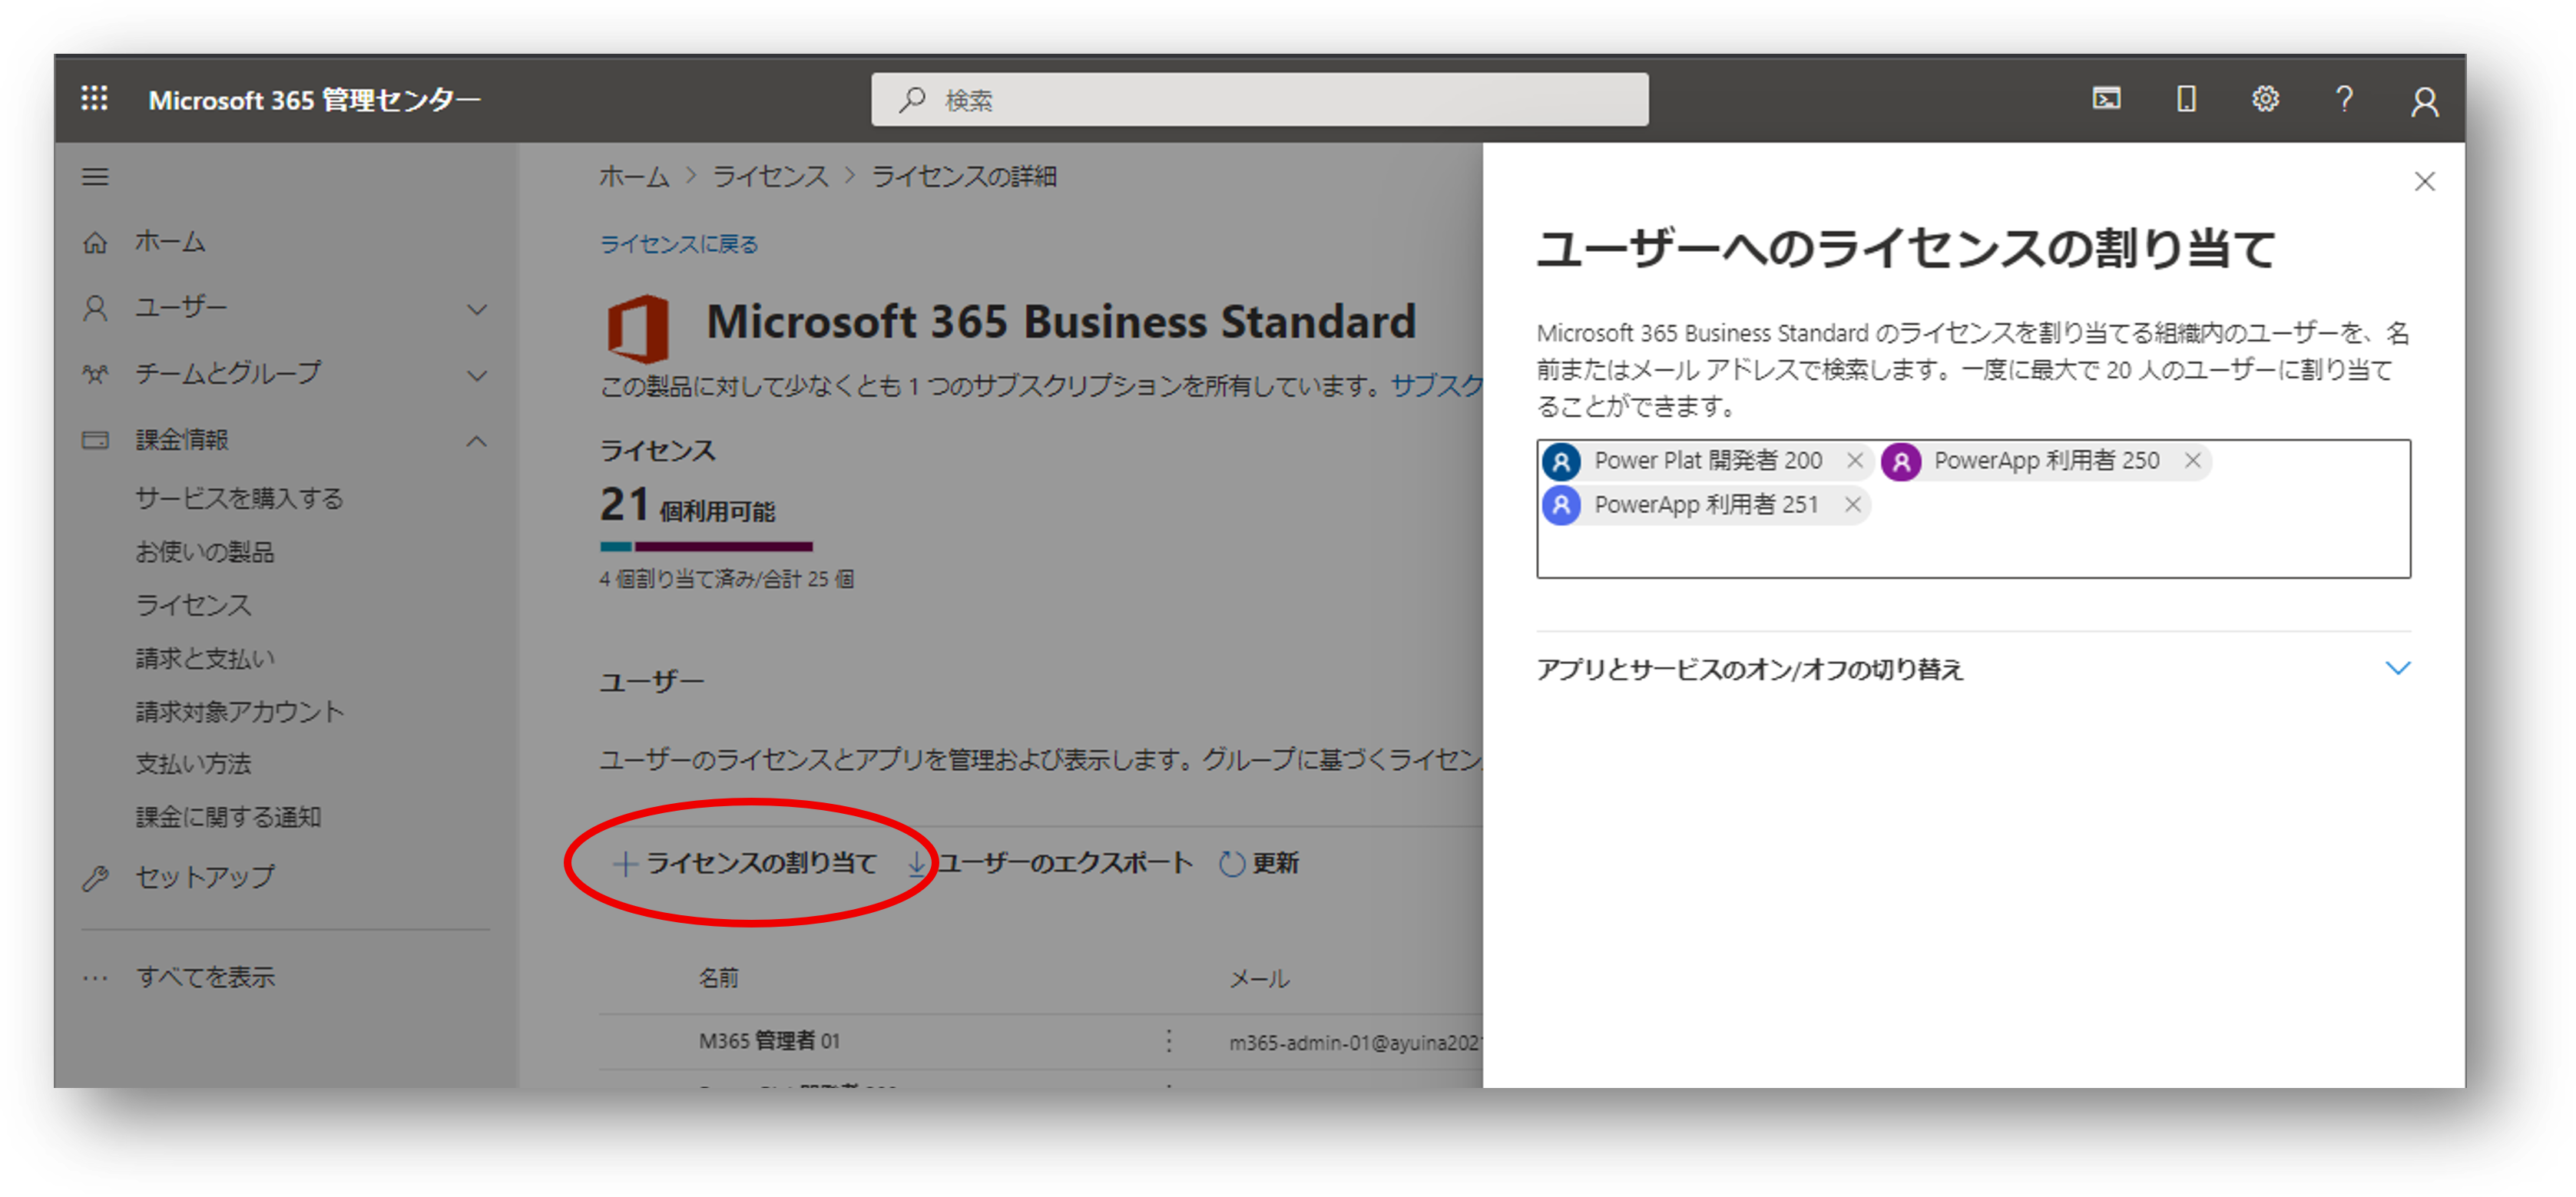 Microsoft 365 管理センター
検索
?
ホーム
ユーザー
チームとグループ
課金情報
サービスを購入する
お使いの製品
ライセンス
請求と支払い
請求対象アカウント
支払い方法
課金に関する通知
セットアップ
すべてを表示
ホーム > ライセンス > ライセンスの詳細
ライセンスに戻る
Microsoft 365 Business Standard
この製品に対して少なくとも 1 つのサブスクリプションを所有しています。サブスク
ライセンス
21 個利用可能
4 個割り当て済み/合計 25 個
ユーザー
ユーザーのライセンスとアプリを管理および表示します。グループに基づくライセン
ライセンスの割り当て ユーザーのエクスポート 更新
名前 メール
M365 管理者 01 m365-admin-01@ayuina202
ユーザーへのライセンスの割り当て
Microsoft 365 Business Standard のライセンスを割り当てる組織内のユーザーを、名
前またはメール アドレスで検索します。一度に最大で 20 人のユーザーに割り当て
ることができます。
Power Plat 開発者 200 PowerApp 利用者 250
PowerApp 利用者 251
アプリとサービスのオン/オフの切り替え